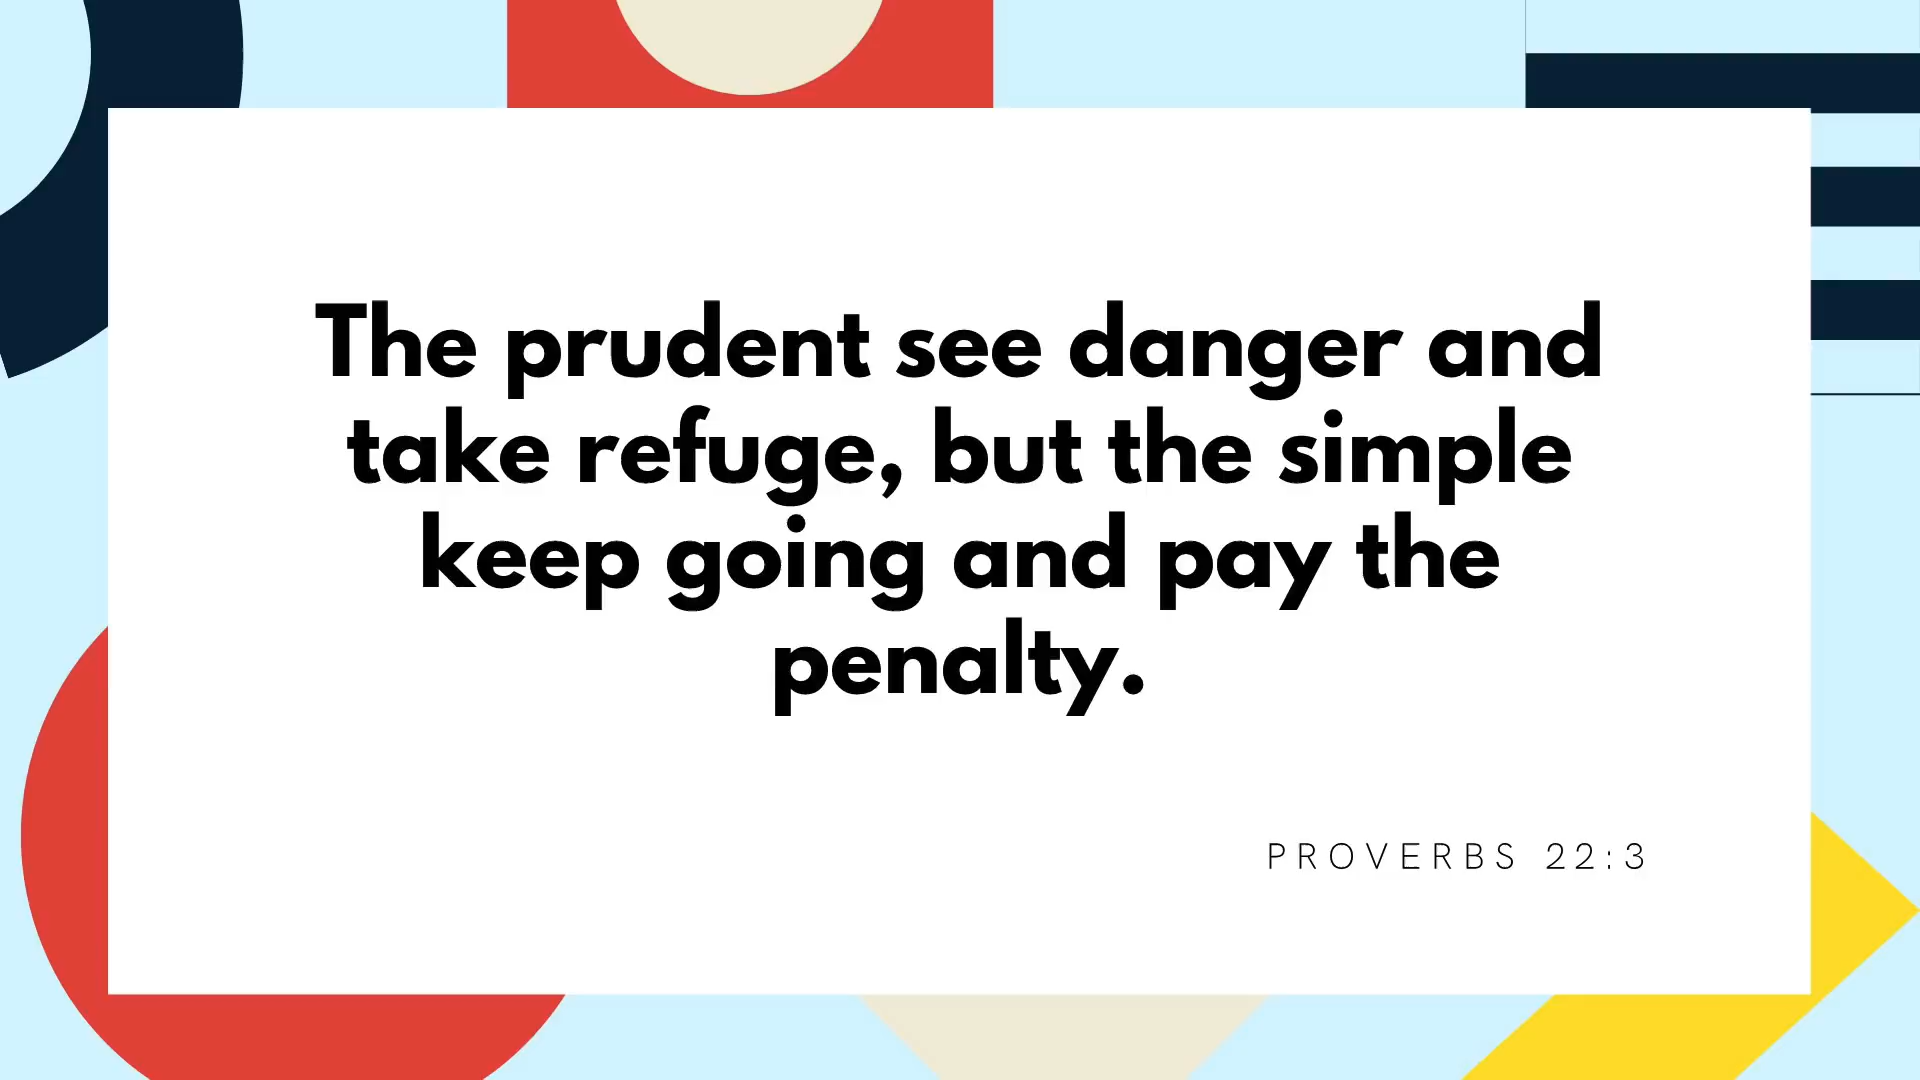 The prudent see danger and
take refuge, but the simple
keep going and pay the
penalty.
PROVERBS 22:3